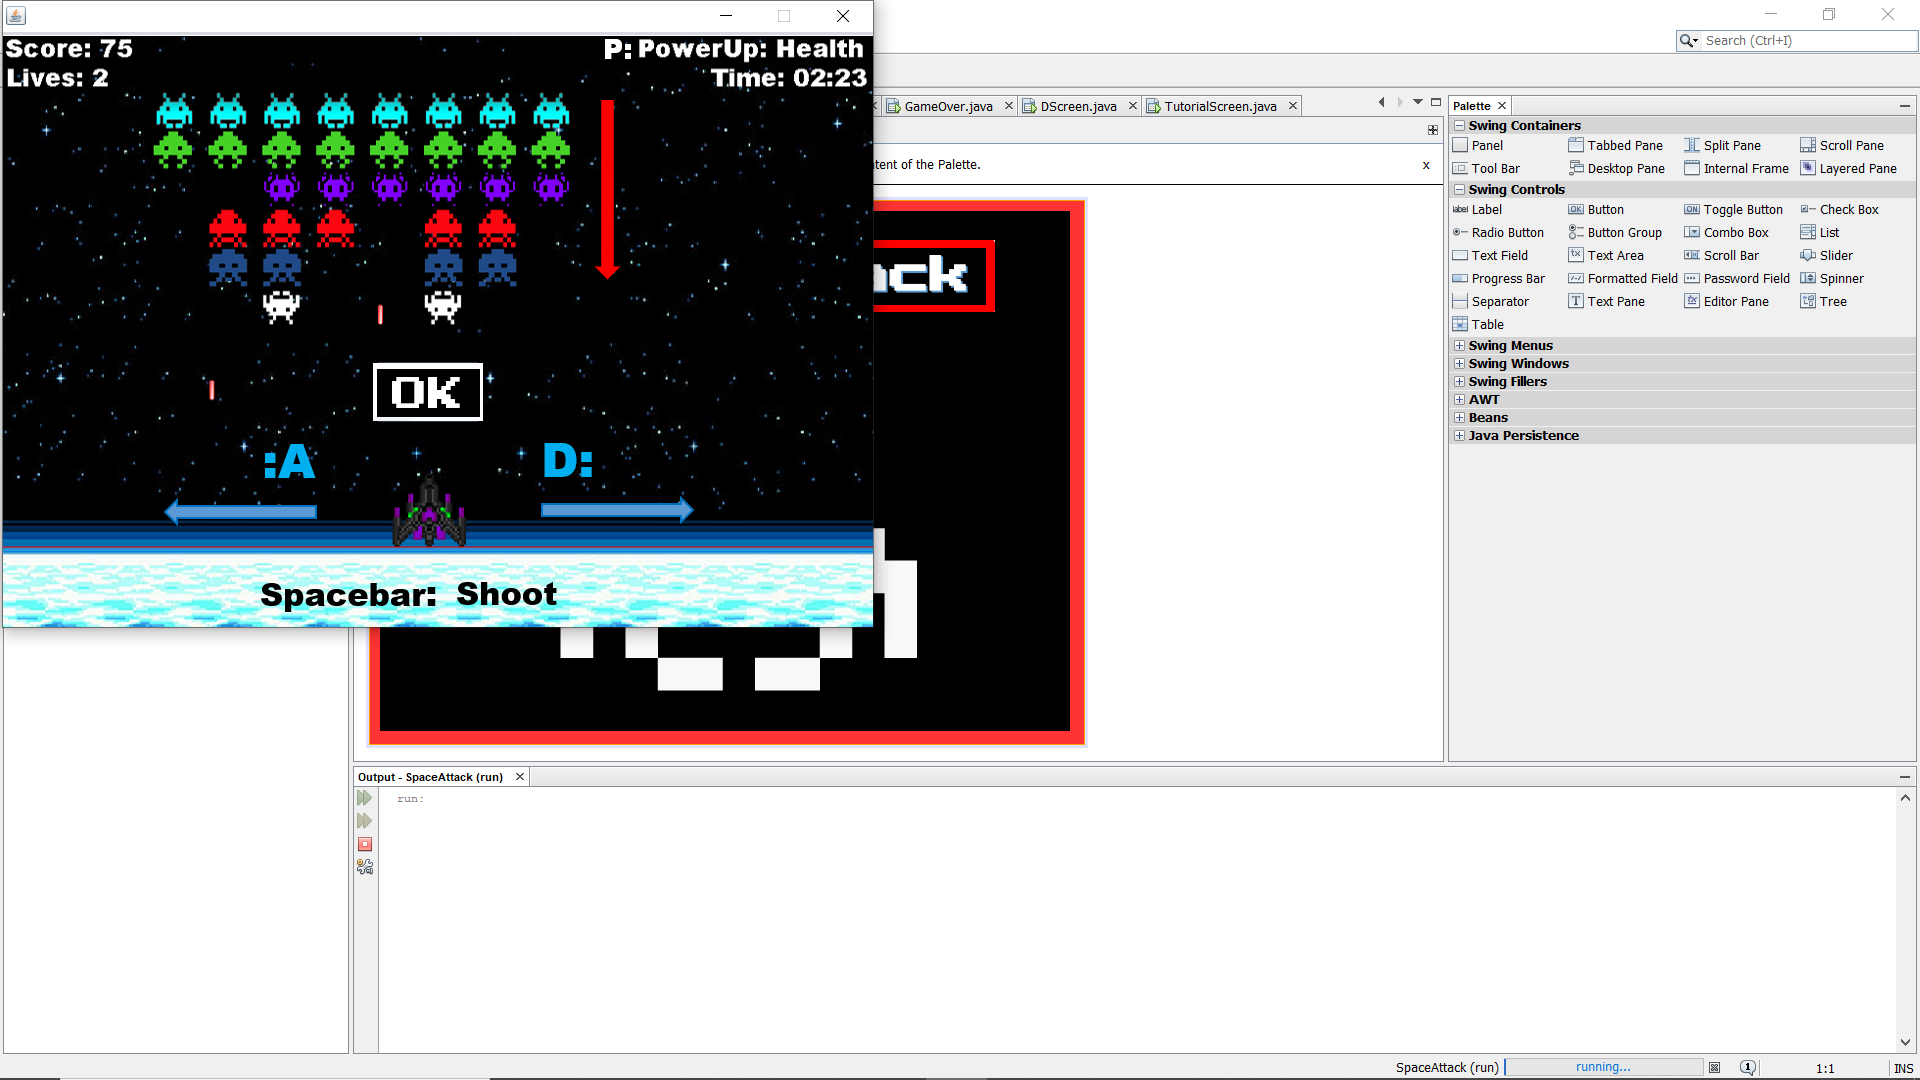 Score: 75
P: PowerUp: Health
Lives: 2
Time: 02:23
OK
:A
D:
Spacebar: Shoot
Search (Ctrl+I)
GameOver.java
DScreen.java
TutorialScreen.java
tent of the Palette.
x
ack
Palette
Swing Containers
Panel
Tabbed Pane
Split Pane
Scroll Pane
Tool Bar
Desktop Pane
Internal Frame
Layered Pane
Swing Controls
label Label
OK Button
ON Toggle Button
Check Box
Radio Button
Button Group
Combo Box
List
Text Field
Text Area
Scroll Bar
Slider
Progress Bar
Formatted Field
Password Field
Spinner
Separator
T Text Pane
Editor Pane
Tree
Table
Swing Menus
Swing Windows
Swing Fillers
AWT
Beans
Java Persistence
Output - SpaceAttack (run)
run:
SpaceAttack (run)
running...
1
1:1
INS